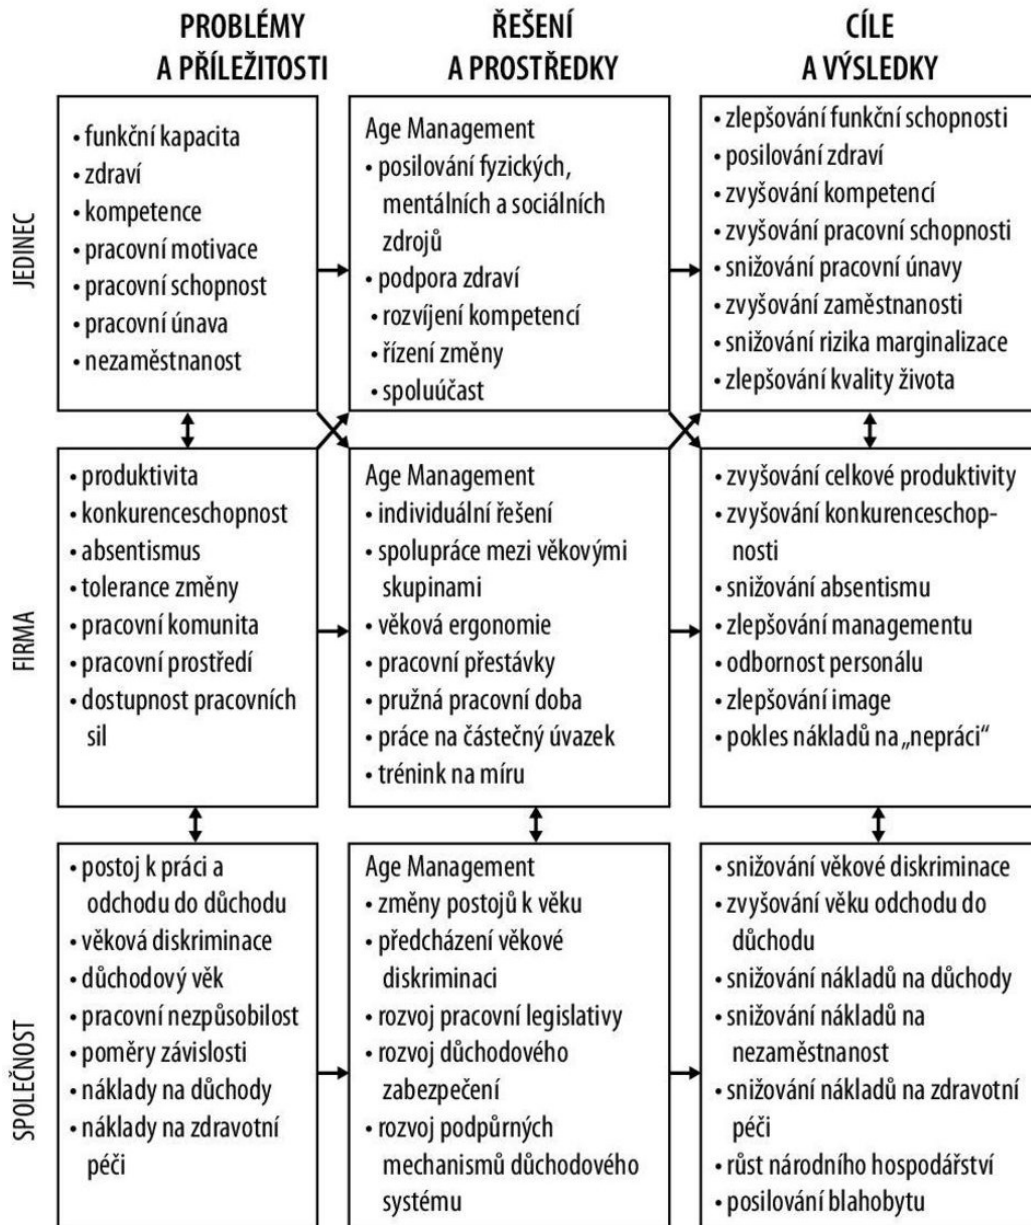 PROBLÉMY
A PŘÍLEŽITOSTI
ŘEŠENÍ
A PROSTŘEDKY
CÍLE
A VÝSLEDKY
JEDINEC
• funkční kapacita
• zdraví
• kompetence
• pracovní motivace
• pracovní schopnost
• pracovní únava
• nezaměstnanost
Age Management
• posilování fyzických,
mentálních a sociálních
zdrojů
• podpora zdraví
• rozvíjení kompetencí
• řízení změny
• spoluúčast
• zlepšování funkční schopnosti
• posilování zdraví
• zvyšování kompetencí
• zvyšování pracovní schopnosti
• snižování pracovní únavy
• zvyšování zaměstnanosti
• snižování rizika marginalizace
• zlepšování kvality života
FIRMA
• produktivita
• konkurenceschopnost
• absentismus
• tolerance změny
• pracovní komunita
• pracovní prostředí
• dostupnost pracovních
sil
Age Management
• individuální řešení
• spolupráce mezi věkovými
skupinami
• věková ergonomie
• pracovní přestávky
• pružná pracovní doba
• práce na částečný úvazek
• trénink na míru
• zvyšování celkové produktivity
• zvyšování konkurenceschop-
nosti
• snižování absentismu
• zlepšování managementu
• odbornost personálu
• zlepšování image
• pokles nákladů na „nepráci“
SPOLEČNOST
• postoj k práci a
odchodu do důchodu
• věková diskriminace
• důchodový věk
• pracovní nezpůsobilost
• poměry závislosti
• náklady na důchody
• náklady na zdravotní
péči
Age Management
• změny postojů k věku
• předcházení věkové
diskriminaci
• rozvoj pracovní legislativy
• rozvoj důchodového
zabezpečení
• rozvoj podpůrných
mechanismů důchodového
systému
• snižování věkové diskriminace
• zvyšování věku odchodu do
důchodu
• snižování nákladů na důchody
• snižování nákladů na
nezaměstnanost
• snižování nákladů na zdravotní
péči
• růst národního hospodářství
• posilování blahobytu